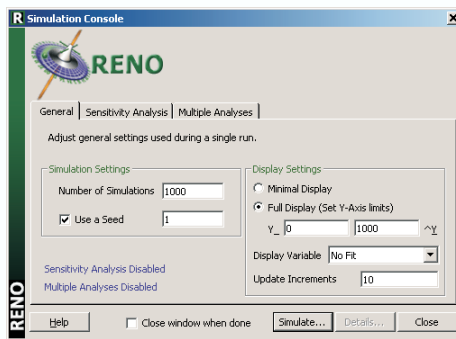 R Simulation Console x
RENO
General Sensitivity Analysis Multiple Analyses
Adjust general settings used during a single run.
Simulation Settings
Number of Simulations 1000
Use a Seed 1
Sensitivity Analysis Disabled
Multiple Analyses Disabled
Display Settings
Minimal Display
Full Display (Set Y-Axis limits)
Y_ 0 1000 ^Y
Display Variable No Fit
Update Increments 10
RENO
Help Close window when done Simulate... Details... Close